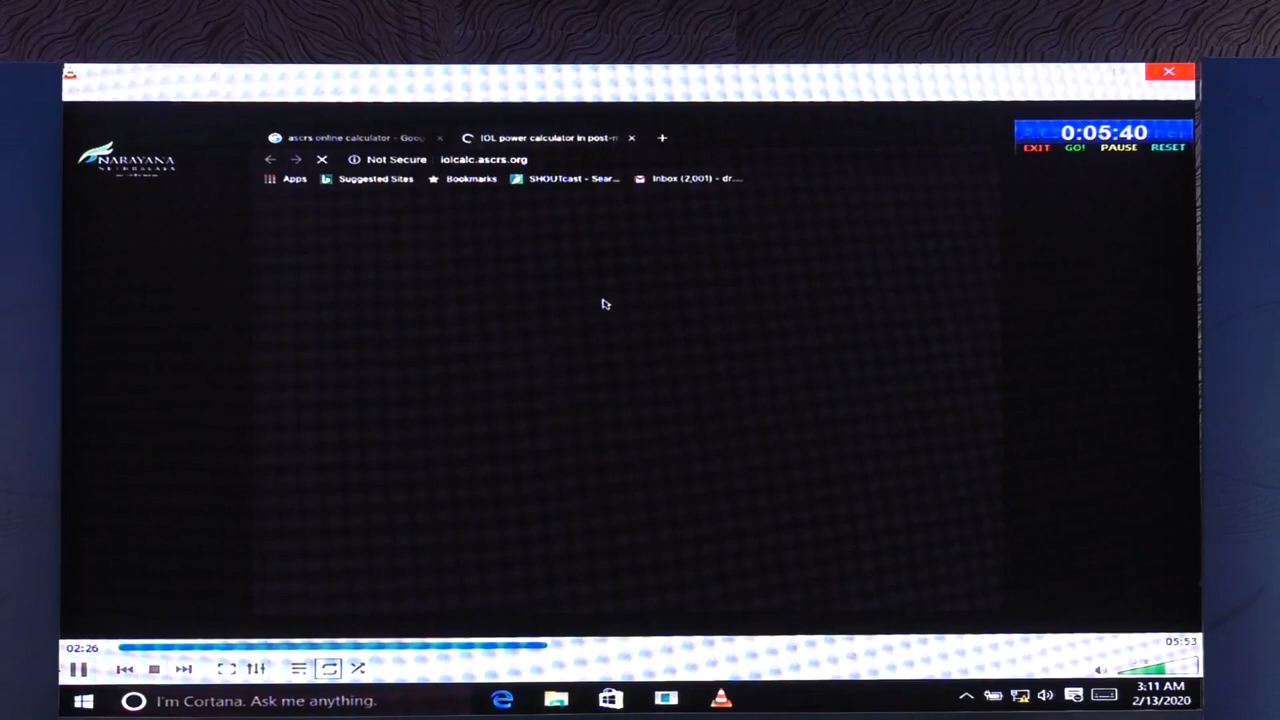 0:05:40
EXIT GO! PAUSE RESET
NARAYANA
NETHRALAYA
ascrs online calculator - Goog
IOL power calculator in post-m
Not Secure iolcalc.ascrs.org
Apps Suggested Sites Bookmarks SHOUTcast - Sear... Inbox (2,001) - dr....
02:26
05:53
I'm Cortana. Ask me anything.
3:11 AM
2/13/2020